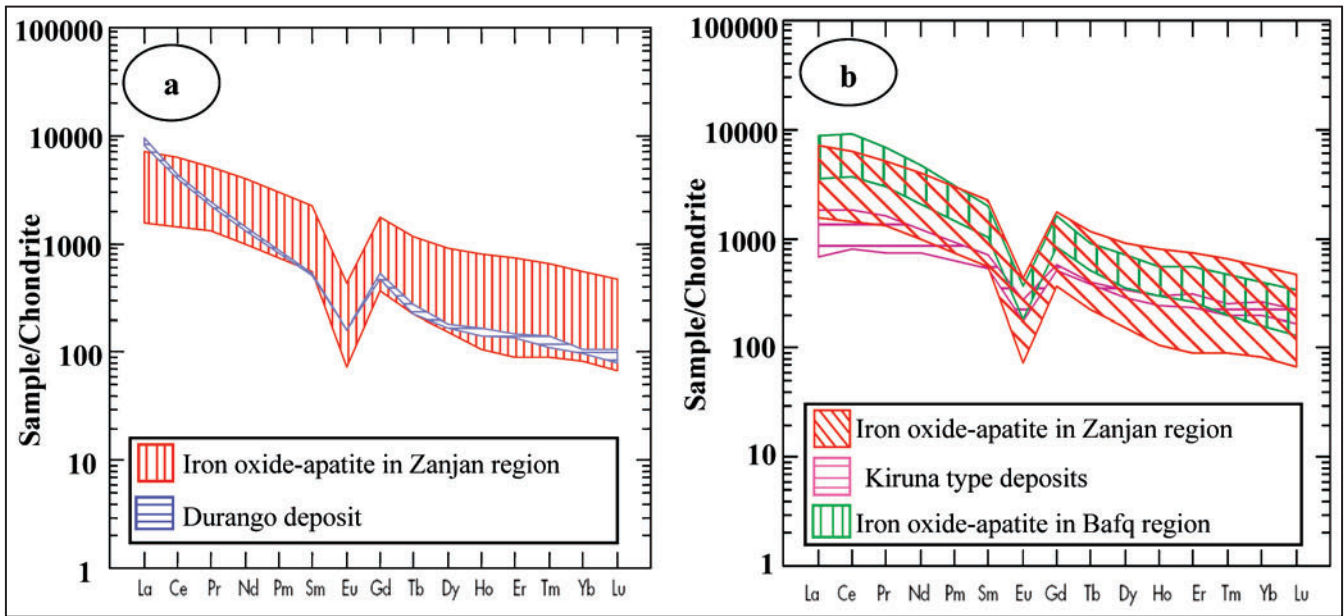 a
Sample/Chondrite
100000
10000
1000
100
10
1
Iron oxide-apatite in Zanjan region
Durango deposit
La Ce Pr Nd Pm Sm Eu Gd Tb Dy Ho Er Tm Yb Lu
b
Sample/Chondrite
100000
10000
1000
100
10
1
Iron oxide-apatite in Zanjan region
Kiruna type deposits
Iron oxide-apatite in Bafq region
La Ce Pr Nd Pm Sm Eu Gd Tb Dy Ho Er Tm Yb Lu